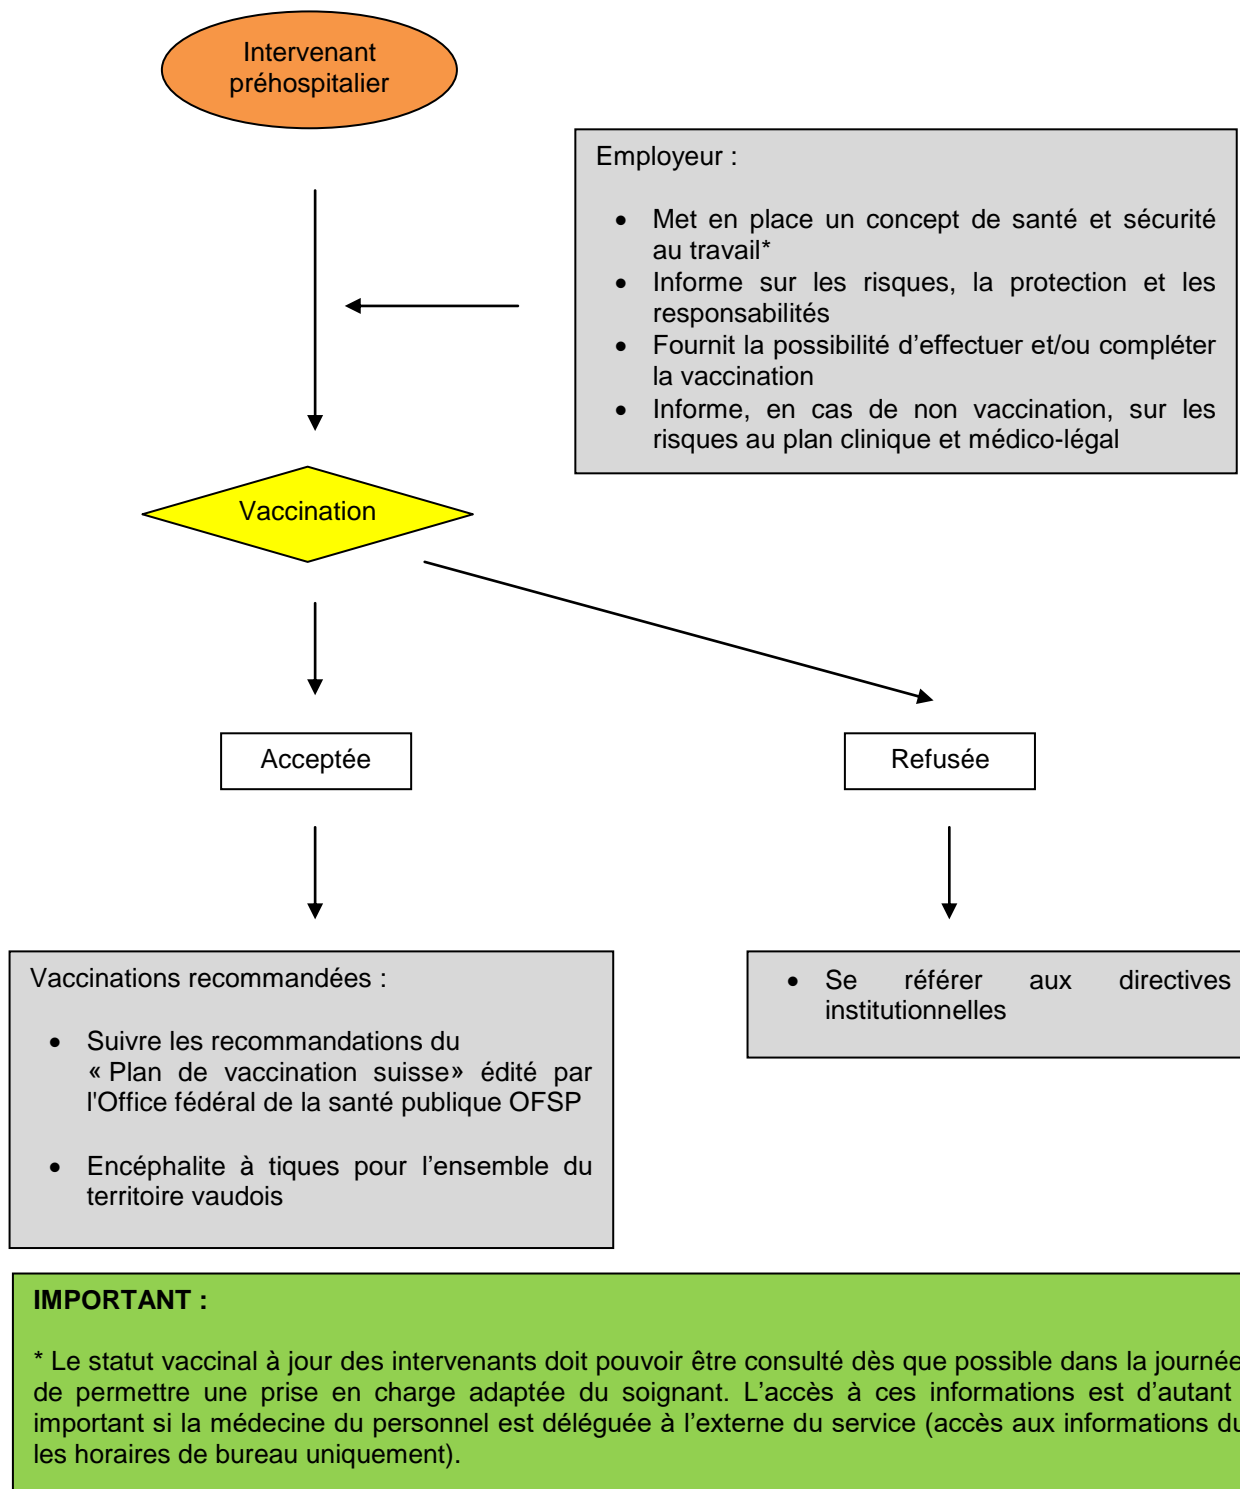 Intervenant
préhospitalier
Employeur :
• Met en place un concept de santé et sécurité
au travail*
• Informe sur les risques, la protection et les
responsabilités
• Fournit la possibilité d’effectuer et/ou compléter
la vaccination
• Informe, en cas de non vaccination, sur les
risques au plan clinique et médico-légal
Vaccination
Acceptée
Refusée
Vaccinations recommandées :
• Suivre les recommandations du
« Plan de vaccination suisse» édité par
l'Office fédéral de la santé publique OFSP
• Encéphalite à tiques pour l’ensemble du
territoire vaudois
• Se référer aux directives
institutionnelles
IMPORTANT :
* Le statut vaccinal à jour des intervenants doit pouvoir être consulté dès que possible dans la journée
de permettre une prise en charge adaptée du soignant. L’accès à ces informations est d’autant
important si la médecine du personnel est déléguée à l’externe du service (accès aux informations
les horaires de bureau uniquement).